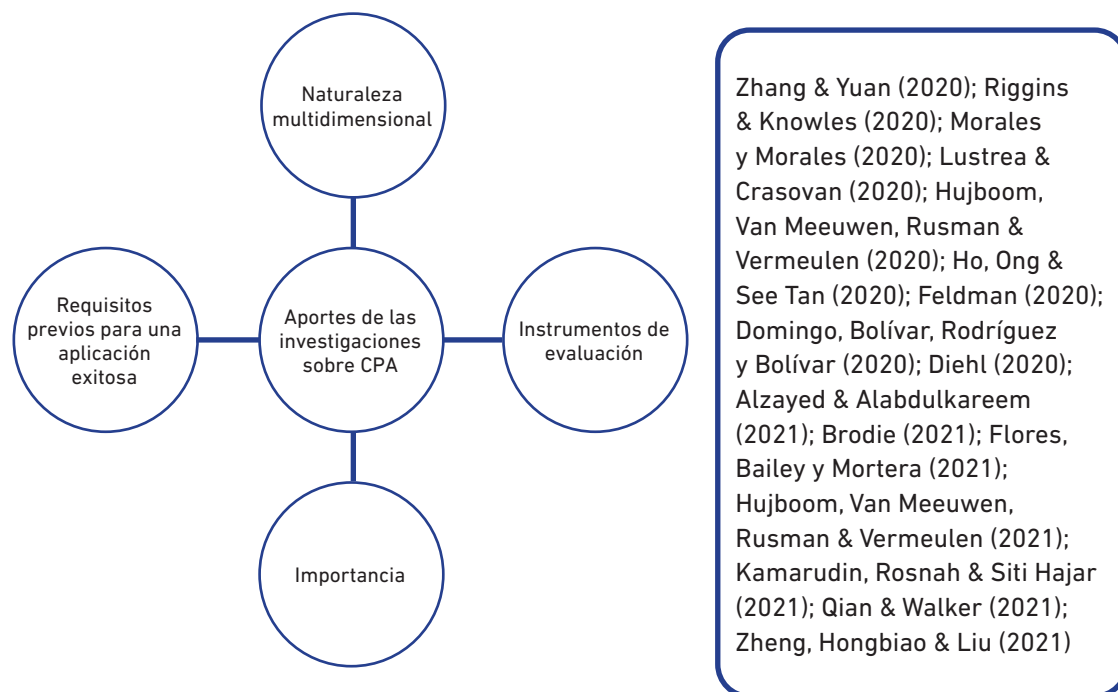 Naturaleza
multidimensional
Requisitos
previos para una
aplicación
exitosa
Aportes de las
investigaciones
sobre CPA
Instrumentos de
evaluación
Importancia
Zhang & Yuan (2020); Riggins
& Knowles (2020); Morales
y Morales (2020); Lustrea &
Crasovan (2020); Hujboom,
Van Meeuwen, Rusman &
Vermeulen (2020); Ho, Ong &
See Tan (2020); Feldman (2020);
Domingo, Bolívar, Rodríguez
y Bolívar (2020); Diehl (2020);
Alzayed & Alabdulkareem
(2021); Brodie (2021); Flores,
Bailey y Mortera (2021);
Hujboom, Van Meeuwen,
Rusman & Vermeulen (2021);
Kamarudin, Rosnah & Siti Hajar
(2021); Qian & Walker (2021);
Zheng, Hongbiao & Liu (2021)